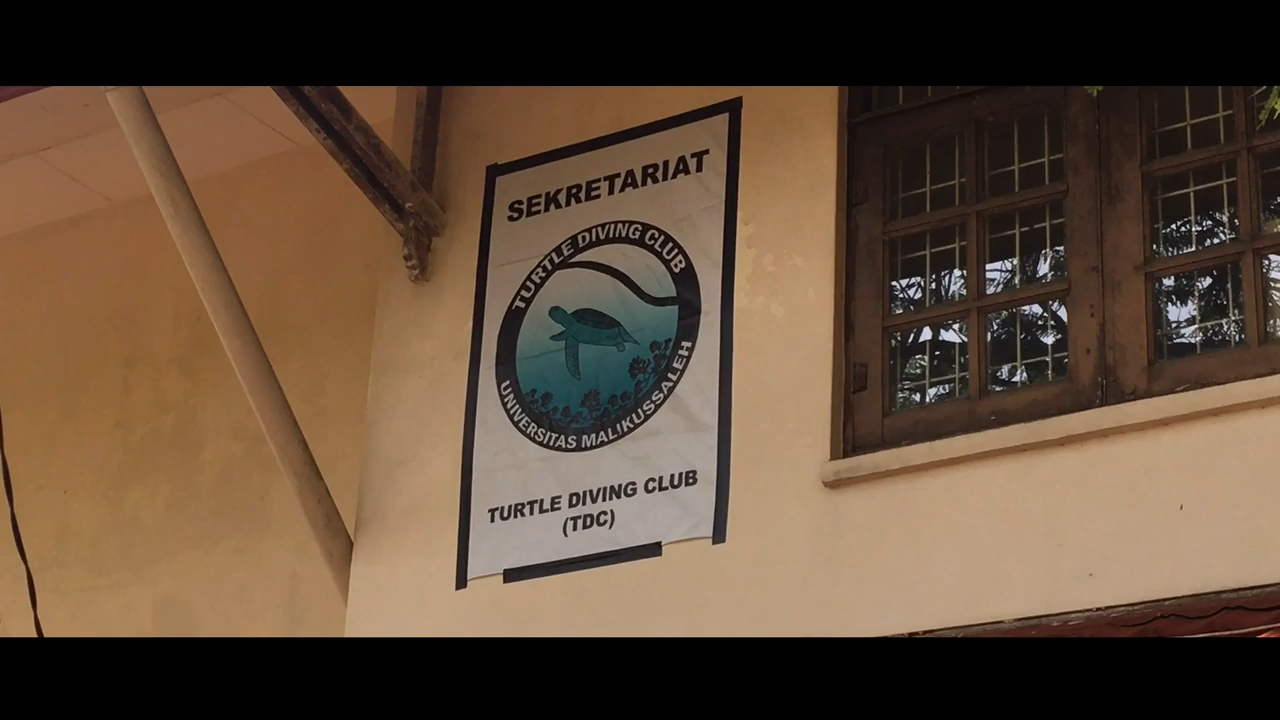 SEKRETARIAT
TURTLE DIVING CLUB
UNIVERSITAS MALIKUSSALEH
TURTLE DIVING CLUB
(TDC)